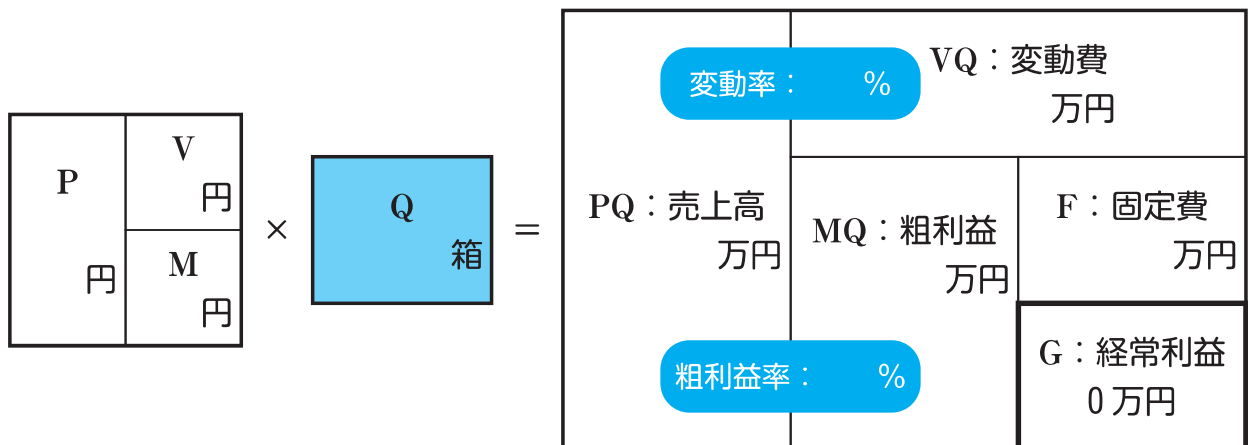 P
円
V
円
M
円
×
Q
箱
=
PQ：売上高
万円
変動率：　　%
粗利益率：　　%
VQ：変動費
万円
MQ：粗利益
万円
F：固定費
万円
G：経常利益
0 万円